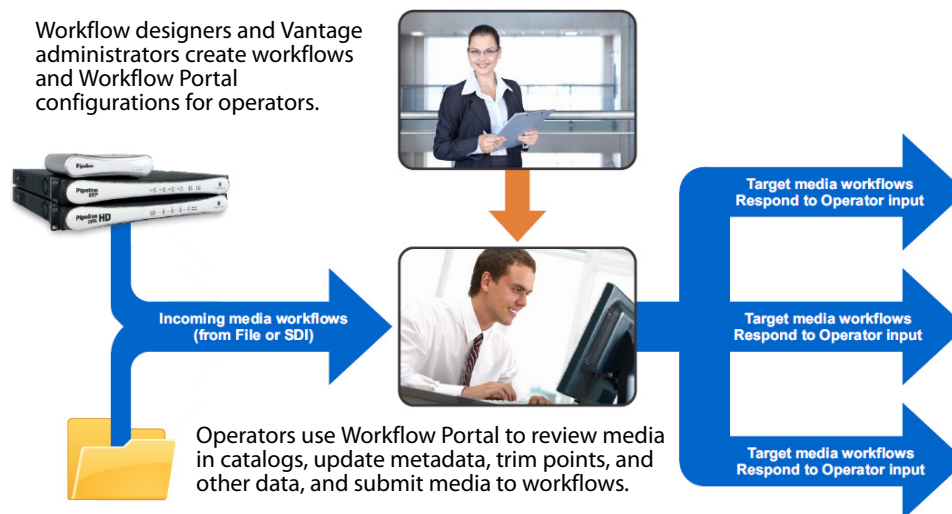 Workflow designers and Vantage
administrators create workflows
and Workflow Portal
configurations for operators.
Pipeline
Pipeline
Pipeline
HD
Incoming media workflows
(from File or SDI)
Target media workflows
Respond to Operator input
Target media workflows
Respond to Operator input
Target media workflows
Respond to Operator input
Operators use Workflow Portal to review media
in catalogs, update metadata, trim points, and
other data, and submit media to workflows.